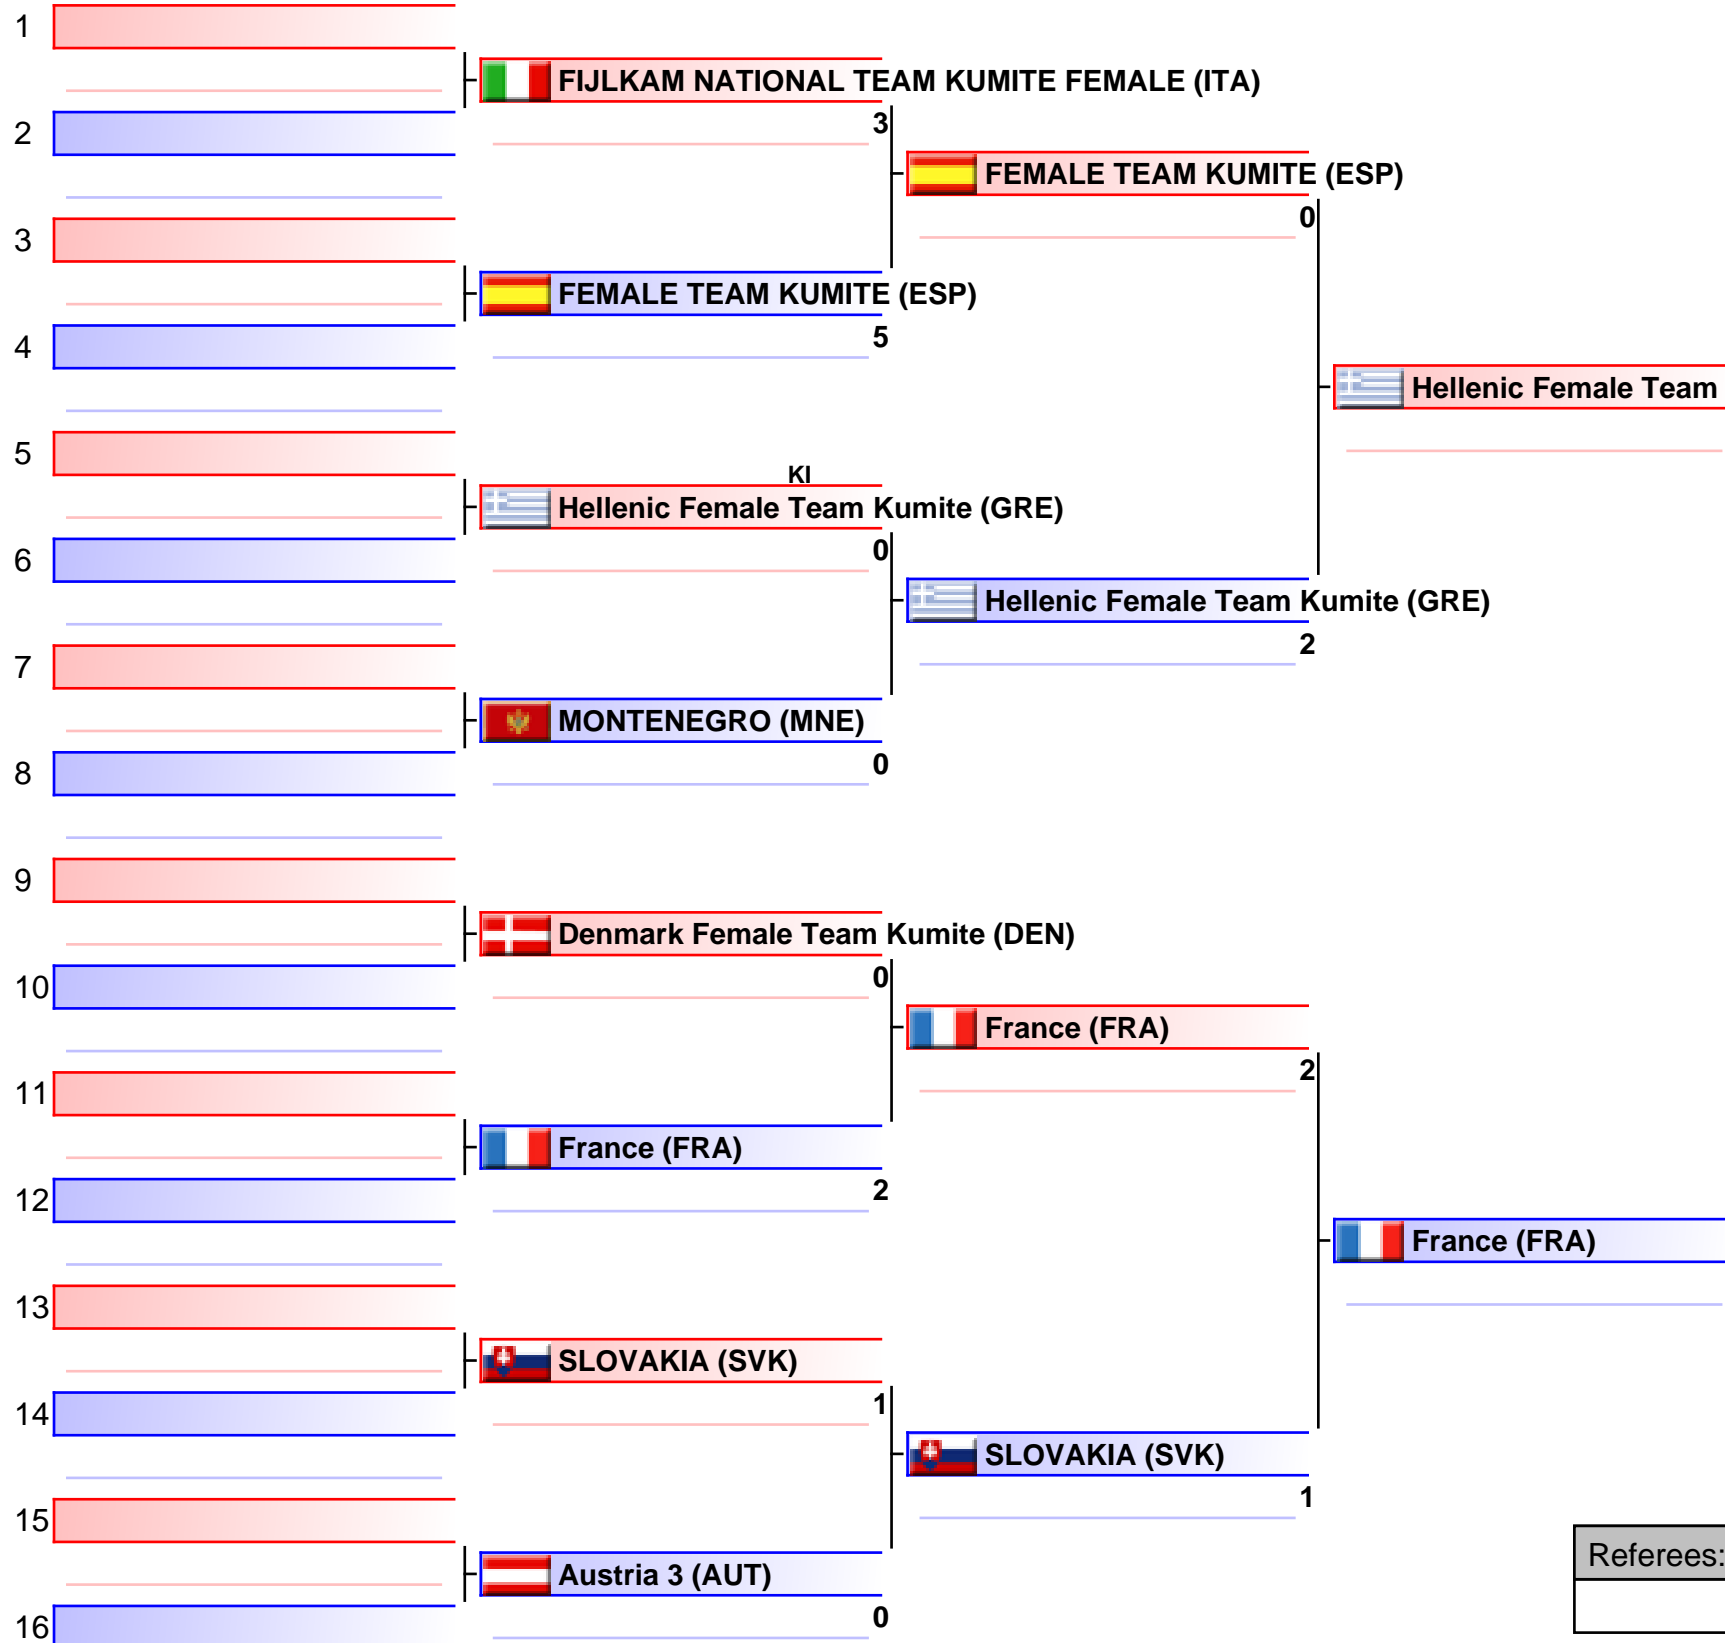 1
FIJLKAM NATIONAL TEAM KUMITE FEMALE (ITA)
3
2
FEMALE TEAM KUMITE (ESP)
0
3
FEMALE TEAM KUMITE (ESP)
5
4
Hellenic Female Team
5
KI
Hellenic Female Team Kumite (GRE)
0
6
Hellenic Female Team Kumite (GRE)
2
7
MONTENEGRO (MNE)
0
8
9
Denmark Female Team Kumite (DEN)
0
10
France (FRA)
2
11
France (FRA)
2
12
France (FRA)
13
SLOVAKIA (SVK)
1
14
SLOVAKIA (SVK)
1
15
Referees:
Austria 3 (AUT)
0
16